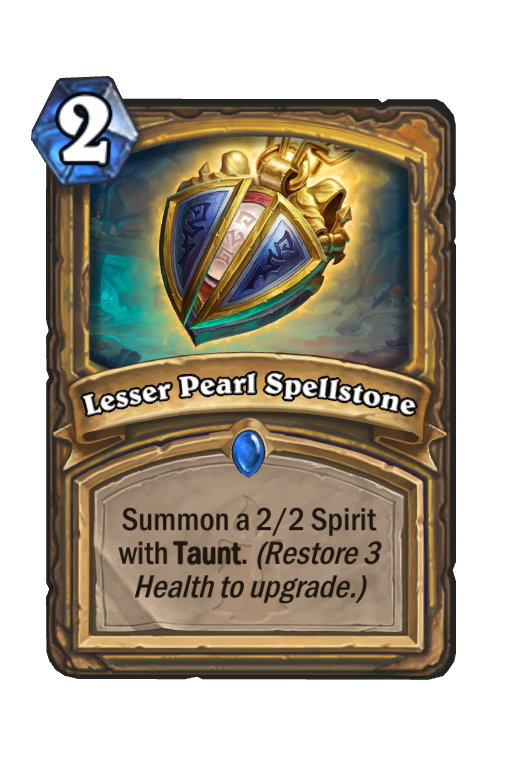 2
Lesser Pearl Spellstone
Summon a 2/2 Spirit
with Taunt. (Restore 3
Health to upgrade.)